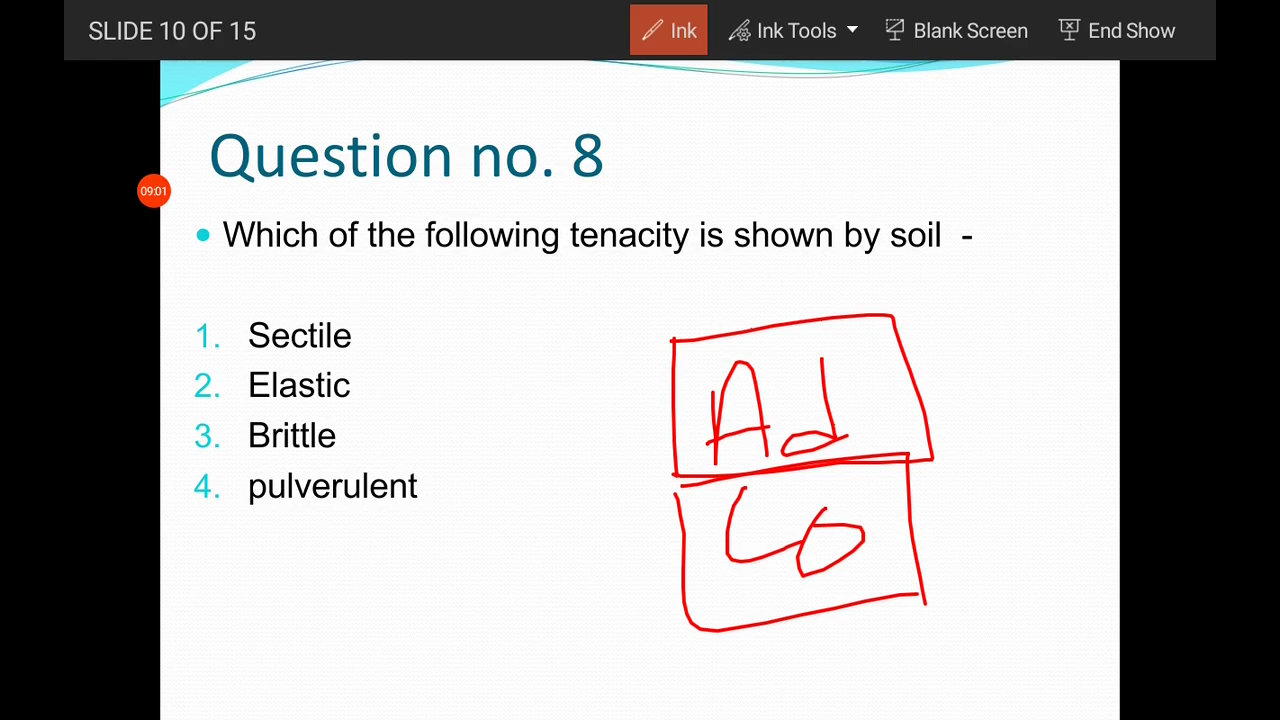 SLIDE 10 OF 15 Ink Ink Tools Blank Screen End Show
Question no. 8
09:01
• Which of the following tenacity is shown by soil -
1. Sectile
2. Elastic
3. Brittle
4. pulverulent
Ad
Co